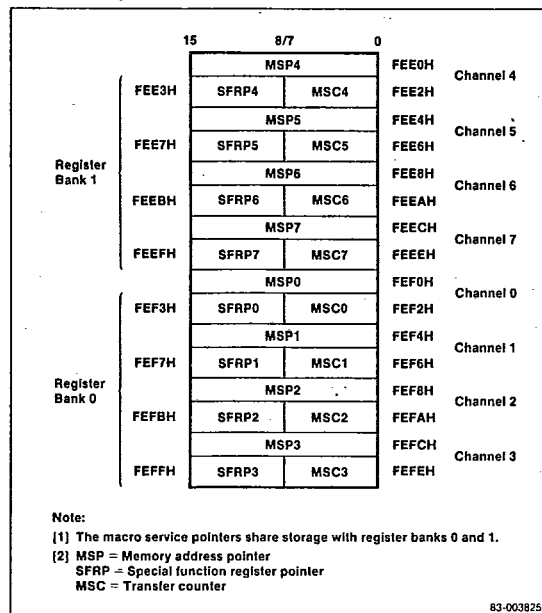 15 8/7 0
MSP4 FEE0H
Channel 4
FEE3H SFRP4 MSC4 FEE2H
MSP5 FEE4H
Channel 5
FEE7H SFRP5 MSC5 FEE6H
Register
Bank 1
MSP6 FEE8H
Channel 6
FEEBH SFRP6 MSC6 FEEAH
MSP7 FEECH
Channel 7
FEEFH SFRP7 MSC7 FEEEH
MSP0 FEF0H
Channel 0
FEF3H SFRP0 MSC0 FEF2H
MSP1 FEF4H
Channel 1
FEF7H SFRP1 MSC1 FEF6H
Register
Bank 0
MSP2 FEF8H
Channel 2
FEFBH SFRP2 MSC2 FEFAH
MSP3 FEFCH
Channel 3
FEFFH SFRP3 MSC3 FEFEH
Note:
[1] The macro service pointers share storage with register banks 0 and 1.
[2] MSP = Memory address pointer
SFRP = Special function register pointer
MSC = Transfer counter
83-003825